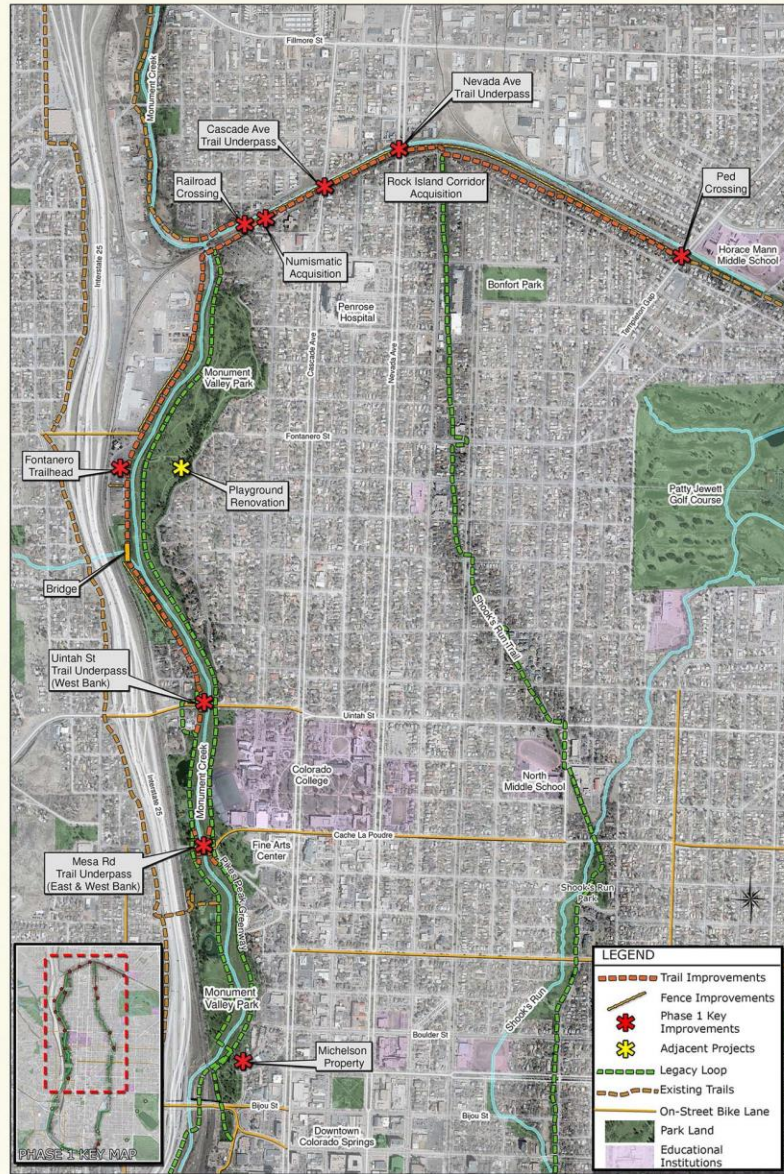 Fillmore St
Monument Creek
Nevada Ave
Trail Underpass
Cascade Ave
Trail Underpass
Railroad
Crossing
Rock Island Corridor
Acquisition
Ped
Crossing
Numismatic
Acquisition
Horace Mann
Middle School
Interstate 25
Bonfort Park
Penrose
Hospital
Templeton Gap
Cascade Ave
Nevada Ave
Monument
Valley Park
Fontanero St
Fontanero
Trailhead
Playground
Renovation
Patty Jewett
Golf Course
Bridge
Shook's Run Trail
Uintah St
Trail Underpass
(West Bank)
Uintah St
Interstate 25
Monument Creek
Colorado
College
North
Middle School
Cache La Poudre
Mesa Rd
Trail Underpass
(East & West Bank)
Fine Arts
Center
Pikes Peak Greenway
Shook's Run
Park
Monument
Valley Park
Shook's Run
Boulder St
Michelson
Property
Bijou St
Bijou St
Downtown
Colorado Springs
PHASE 1 KEY MAP
LEGEND
Trail Improvements
Fence Improvements
Phase 1 Key
Improvements
Adjacent Projects
Legacy Loop
Existing Trails
On-Street Bike Lane
Park Land
Educational
Institutions